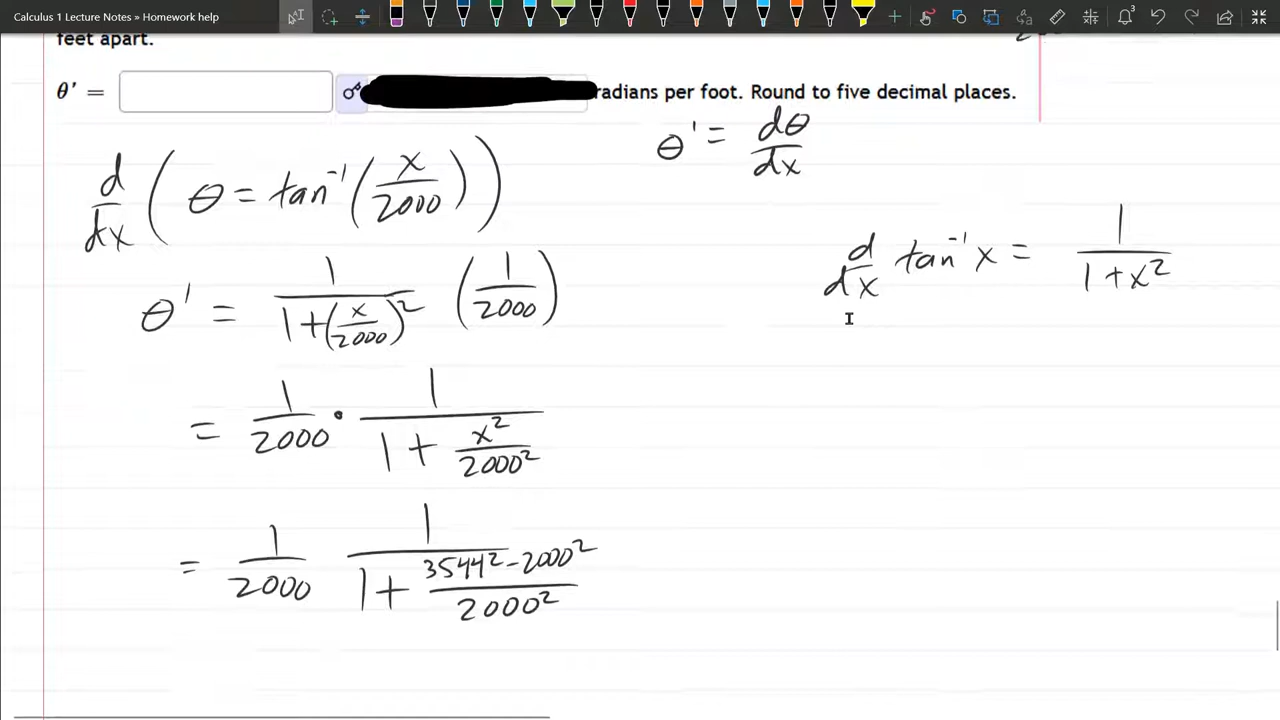 Calculus 1 Lecture Notes » Homework help
feet apart.
θ' = radians per foot. Round to five decimal places.
θ' = dθ/dx
d/dx ( θ = tan⁻¹ ( x/2000 ) )
d/dx tan⁻¹ x = 1/(1+x²)
θ' = 1/(1+(x/2000)²) (1/2000)
= 1/2000 · 1/(1 + x²/2000²)
= 1/2000 1/(1+ (3544²-2000²)/2000²)